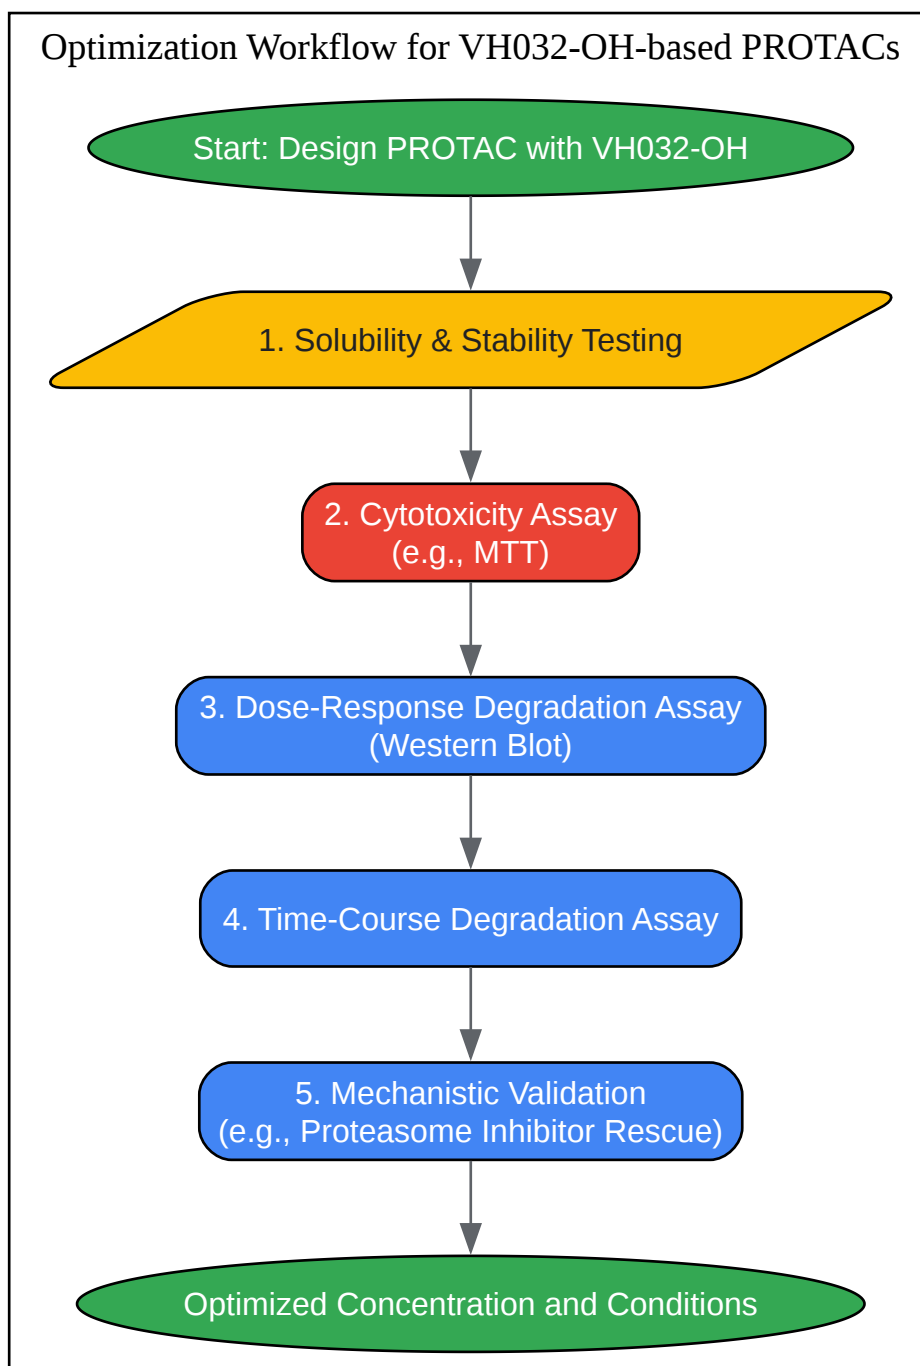 Optimization Workflow for VH032-OH-based PROTACs
Start: Design PROTAC with VH032-OH
1. Solubility & Stability Testing
2. Cytotoxicity Assay
(e.g., MTT)
3. Dose-Response Degradation Assay
(Western Blot)
4. Time-Course Degradation Assay
5. Mechanistic Validation
(e.g., Proteasome Inhibitor Rescue)
Optimized Concentration and Conditions